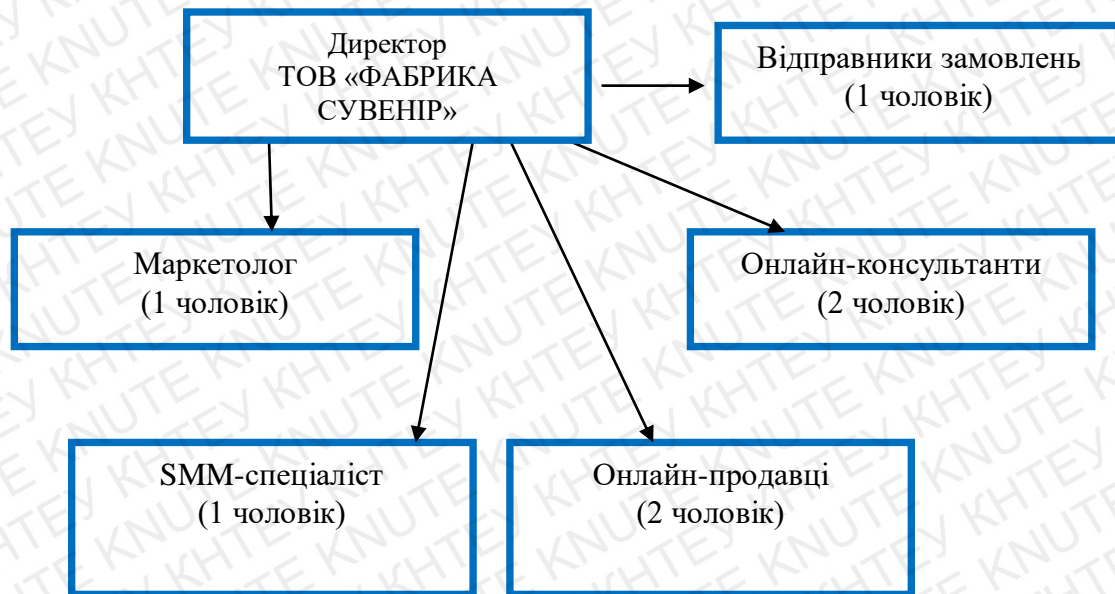 Директор
ТОВ «ФАБРИКА
СУВЕНІР»
Відправники замовлень
(1 чоловік)
Маркетолог
(1 чоловік)
Онлайн-консультанти
(2 чоловік)
SMM-спеціаліст
(1 чоловік)
Онлайн-продавці
(2 чоловік)